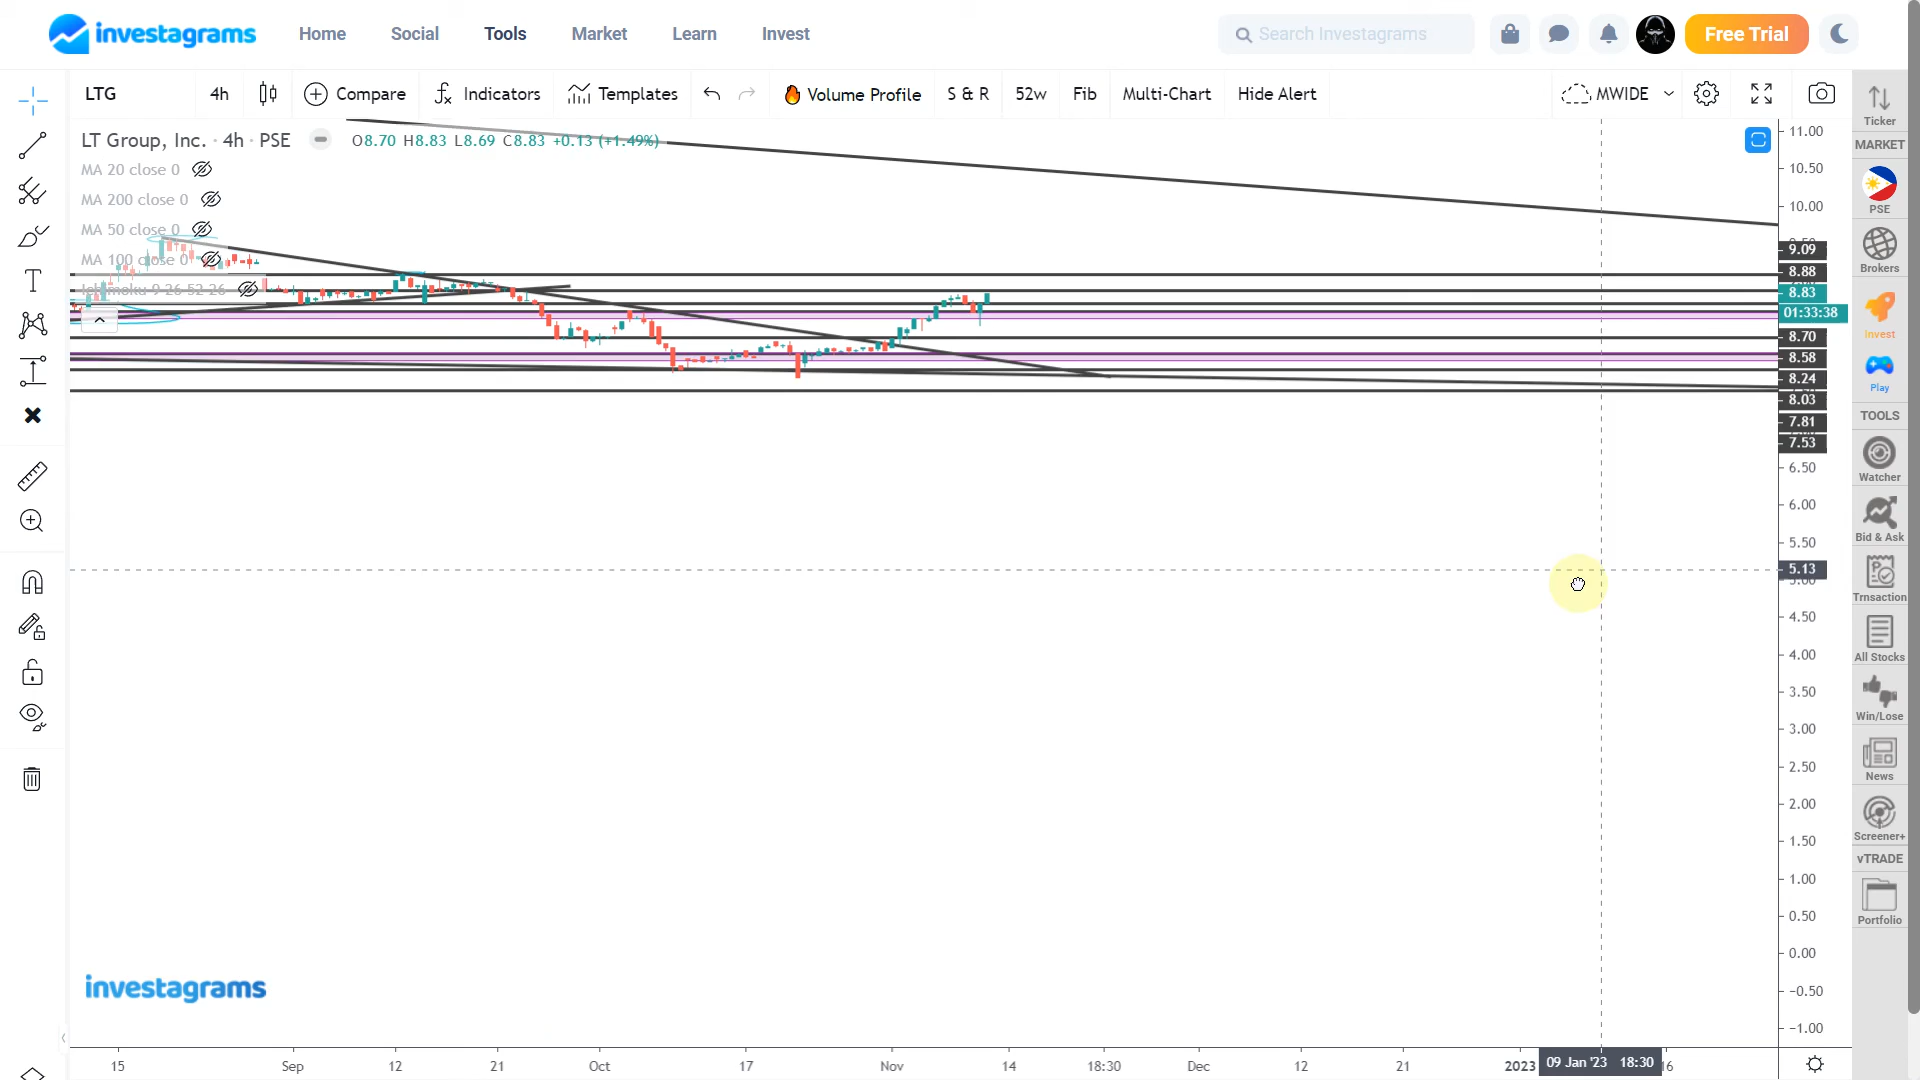 investagrams Home Social Tools Market Learn Invest Search Investagrams Free Trial
LTG 4h Compare Indicators Templates Volume Profile S & R 52w Fib Multi-Chart Hide Alert MWIDE
LT Group, Inc. · 4h · PSE O8.70 H8.83 L8.69 C8.83 +0.13 (+1.49%)
MA 20 close 0
MA 200 close 0
MA 50 close 0
MA 100 close 0
Ichimoku 9 26 52 26
11.00
10.50
10.00
9.09
8.88
8.83
01:33:38
8.70
8.58
8.24
8.03
7.81
7.53
6.50
6.00
5.50
5.13
5.00
4.50
4.00
3.50
3.00
2.50
2.00
1.50
1.00
0.50
0.00
−0.50
−1.00
Ticker
MARKET
PSE
Brokers
Invest
Play
TOOLS
Watcher
Bid & Ask
Trnsaction
All Stocks
Win/Lose
News
Screener+
vTRADE
Portfolio
investagrams
15 Sep 12 21 Oct 17 Nov 14 18:30 Dec 12 21 2023 09 Jan '23 18:30 16